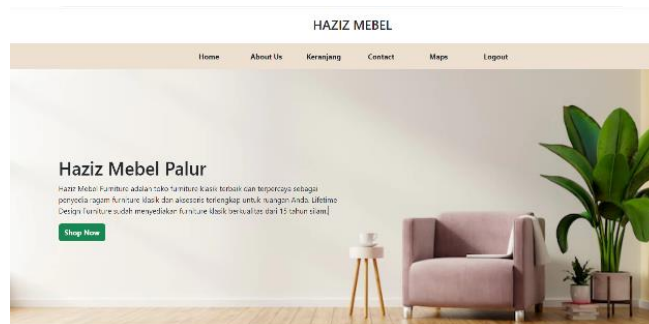 HAZIZ MEBEL
Home About Us Keranjang Contact Maps Logout
Haziz Mebel Palur
Haziz Mebel Furniture adalan toko furniture klasik terbaik dan terpercaya sebagai
penyedia ragam furniture klasik dan aksesoris terlengkap untuk ruangan Anda. Lifetime
Design Furniture sudah menyediakan furniture klasik berkualitas dari 15 tahun silam.
Shop Now